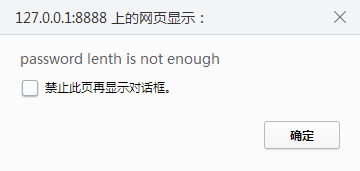 127.0.0.1:8888 上的网页显示：
password lenth is not enough
禁止此页再显示对话框。
确定